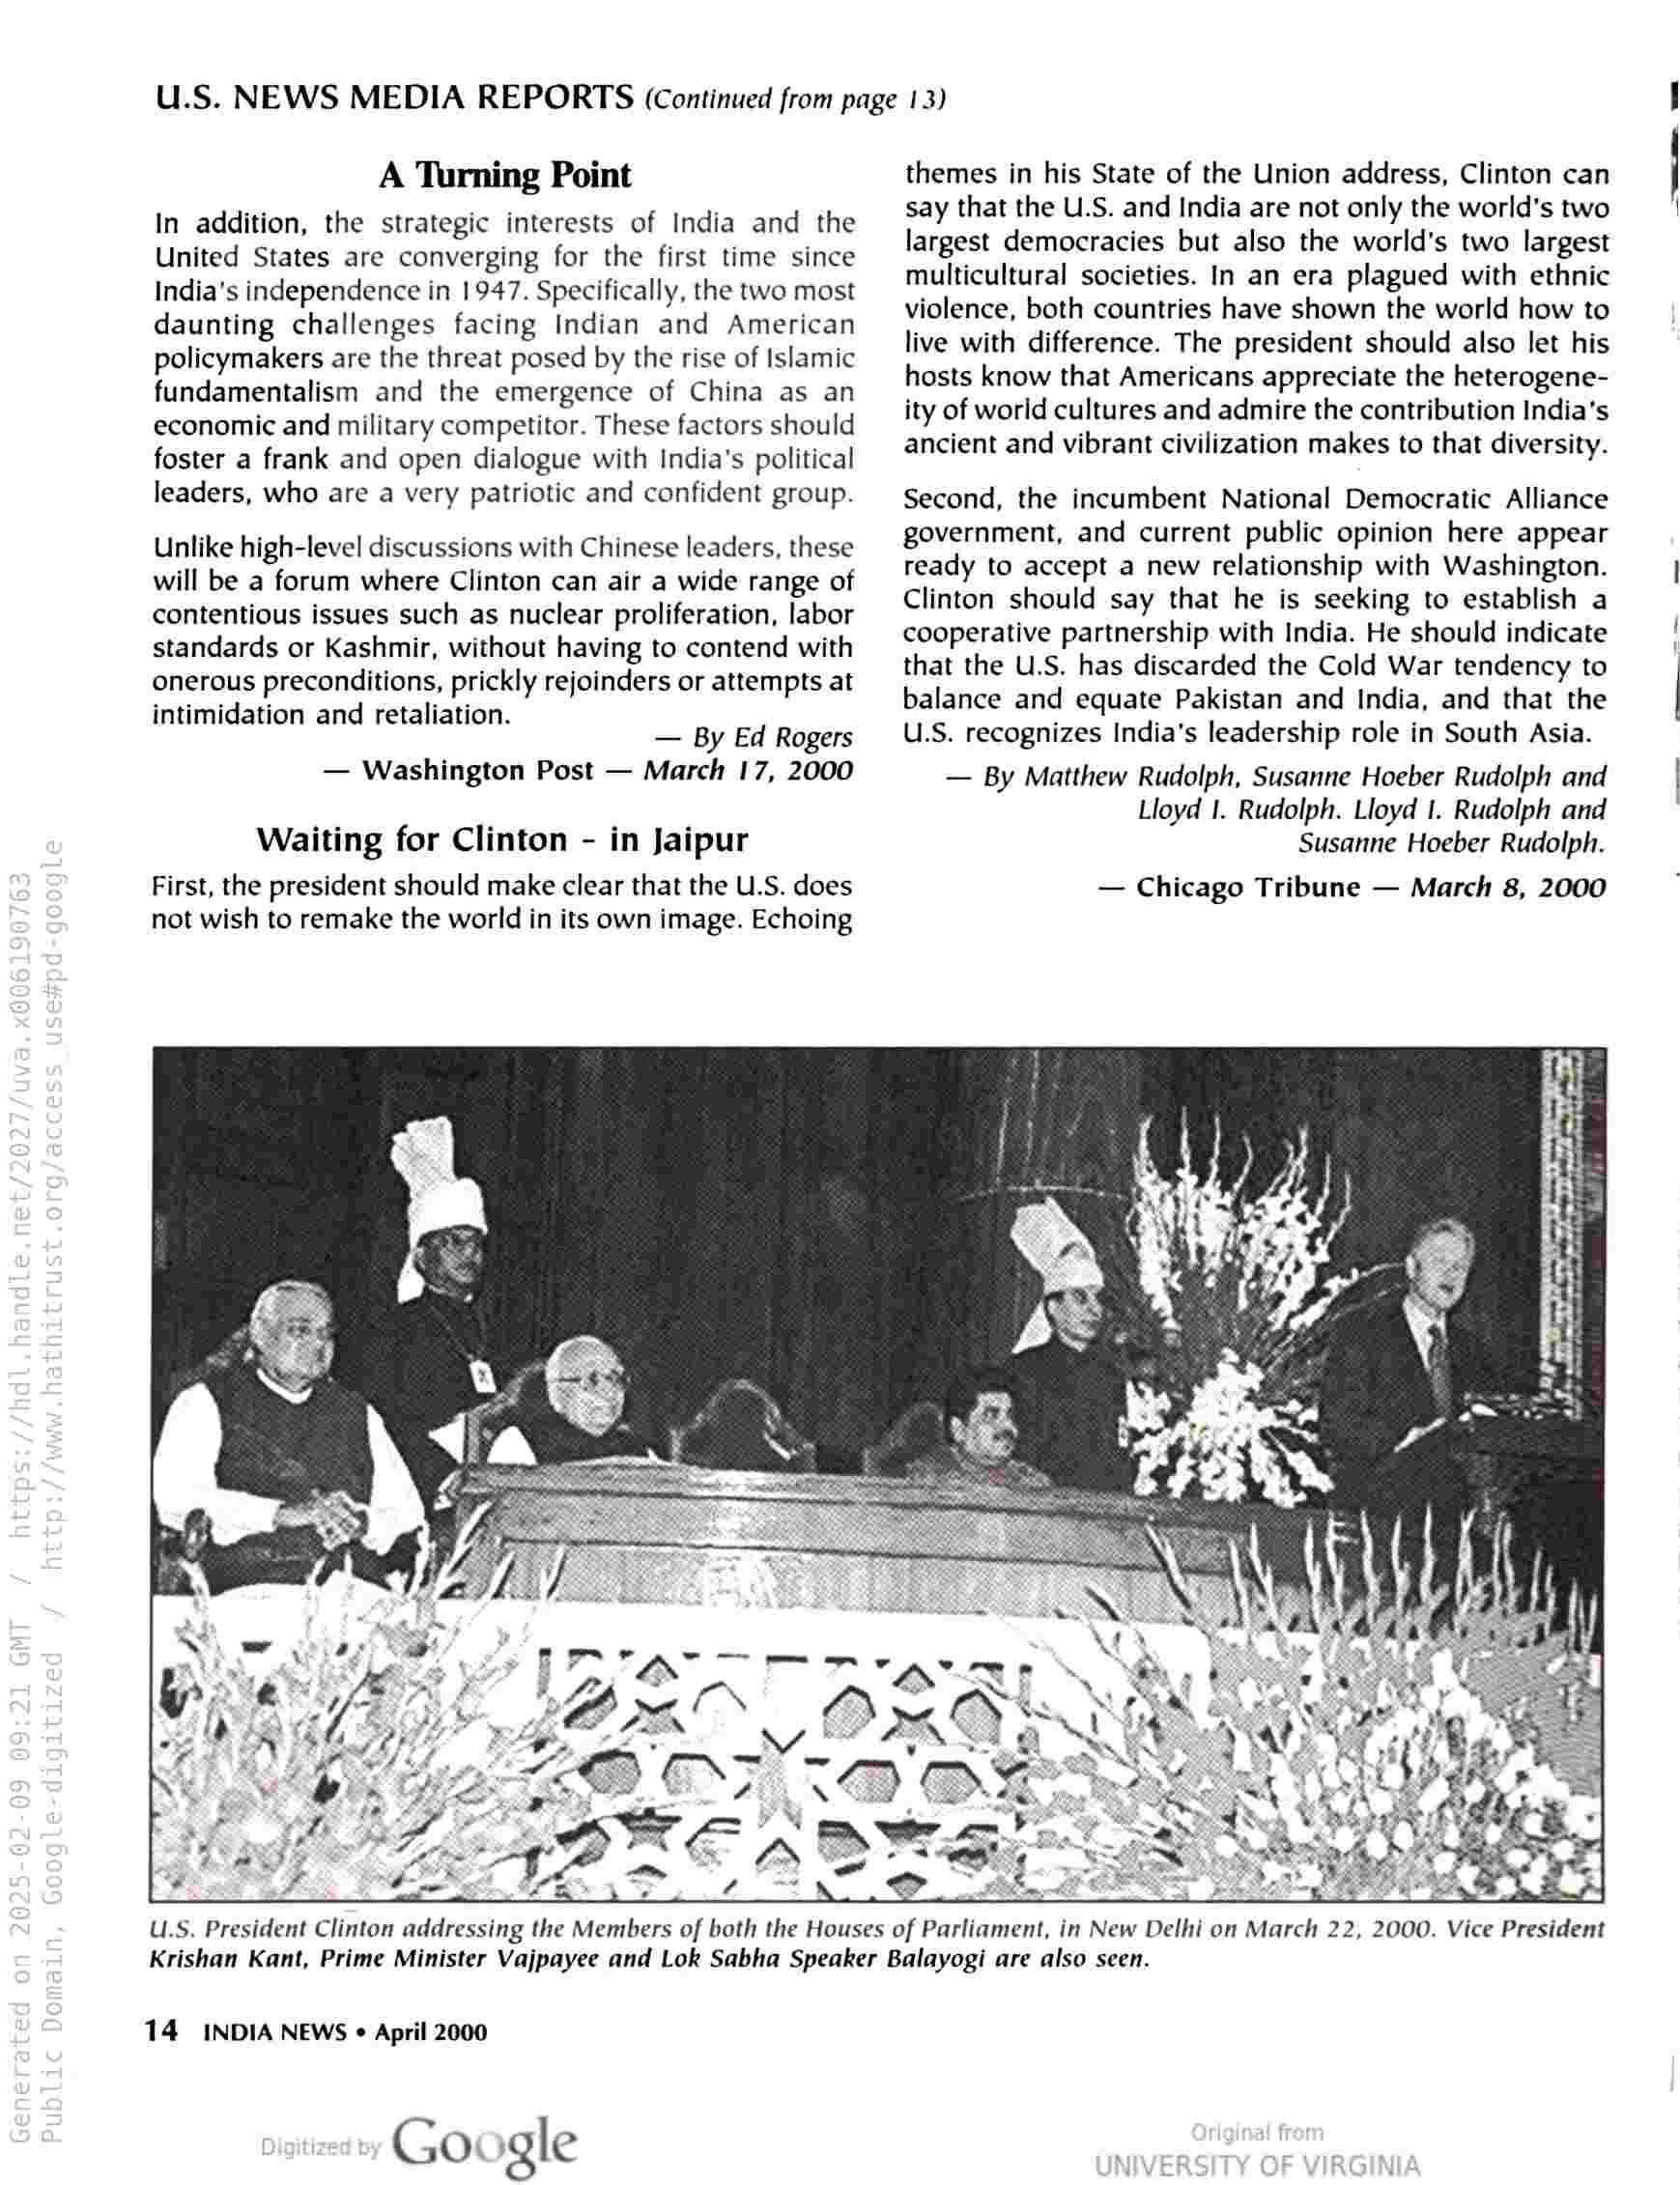 U.S. NEWS MEDIA REPORTS (Continued from page 13)
A Turning Point
In addition, the strategic interests of India and the
United States are converging for the first time since
India's independence in 1947. Specifically, the two most
daunting challenges facing Indian and American
policymakers are the threat posed by the rise of Islamic
fundamentalism and the emergence of China as an
economic and military competitor. These factors should
foster a frank and open dialogue with India's political
leaders, who are a very patriotic and confident group.
Unlike high-level discussions with Chinese leaders, these
will be a forum where Clinton can air a wide range of
contentious issues such as nuclear proliferation, labor
standards or Kashmir, without having to contend with
onerous preconditions, prickly rejoinders or attempts at
intimidation and retaliation.
— By Ed Rogers
— Washington Post — March 17, 2000
Waiting for Clinton - in Jaipur
First, the president should make clear that the U.S. does
not wish to remake the world in its own image. Echoing
themes in his State of the Union address, Clinton can
say that the U.S. and India are not only the world's two
largest democracies but also the world's two largest
multicultural societies. In an era plagued with ethnic
violence, both countries have shown the world how to
live with difference. The president should also let his
hosts know that Americans appreciate the heterogene-
ity of world cultures and admire the contribution India's
ancient and vibrant civilization makes to that diversity.
Second, the incumbent National Democratic Alliance
government, and current public opinion here appear
ready to accept a new relationship with Washington.
Clinton should say that he is seeking to establish a
cooperative partnership with India. He should indicate
that the U.S. has discarded the Cold War tendency to
balance and equate Pakistan and India, and that the
U.S. recognizes India's leadership role in South Asia.
— By Matthew Rudolph, Susanne Hoeber Rudolph and
Lloyd I. Rudolph. Lloyd I. Rudolph and
Susanne Hoeber Rudolph.
— Chicago Tribune — March 8, 2000
U.S. President Clinton addressing the Members of both the Houses of Parliament, in New Delhi on March 22, 2000. Vice President
Krishan Kant, Prime Minister Vajpayee and Lok Sabha Speaker Balayogi are also seen.
14 INDIA NEWS • April 2000
Digitized by Google
Original from
UNIVERSITY OF VIRGINIA
Generated on 2025-02-09 09:21 GMT / https://hdl.handle.net/2027/uva.x006190763
Public Domain, Google-digitized / http://www.hathitrust.org/access_use#pd-google